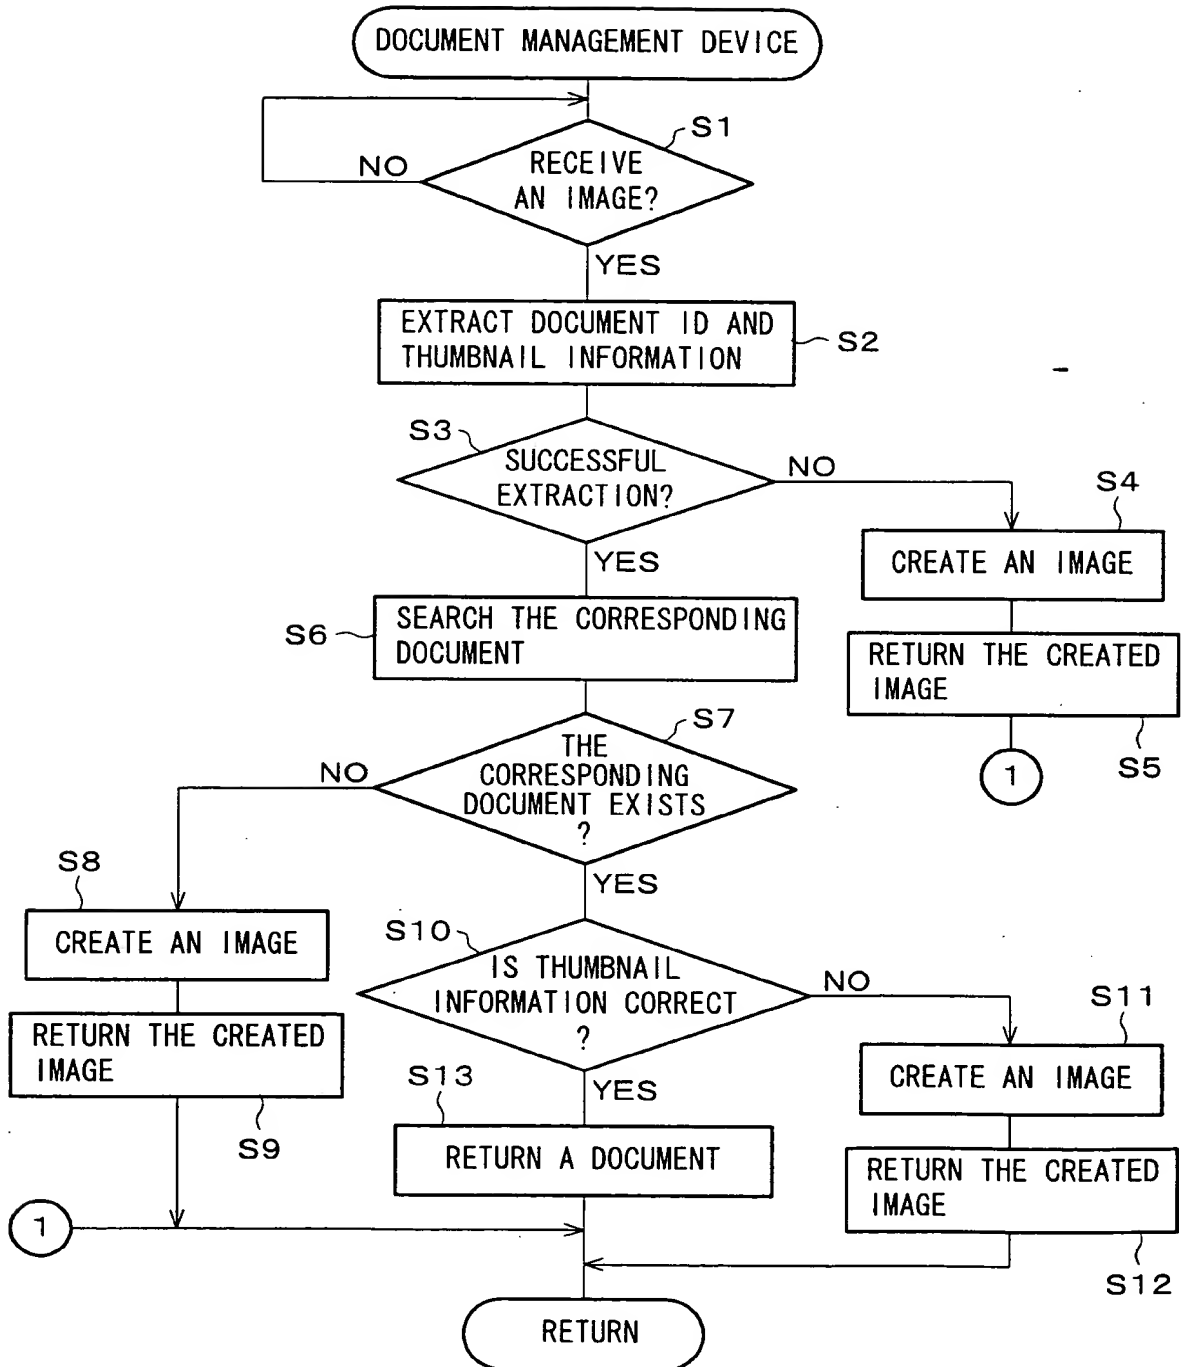 DOCUMENT MANAGEMENT DEVICE
S1
RECEIVE
AN IMAGE?
NO
YES
EXTRACT DOCUMENT ID AND
THUMBNAIL INFORMATION
S2
S3
SUCCESSFUL
EXTRACTION?
NO
YES
S4
CREATE AN IMAGE
RETURN THE CREATED
IMAGE
S5
1
S6
SEARCH THE CORRESPONDING
DOCUMENT
S7
THE
CORRESPONDING
DOCUMENT EXISTS
?
NO
YES
S8
CREATE AN IMAGE
RETURN THE CREATED
IMAGE
S9
S10
IS THUMBNAIL
INFORMATION CORRECT
?
NO
YES
S11
CREATE AN IMAGE
RETURN THE CREATED
IMAGE
S12
S13
RETURN A DOCUMENT
1
RETURN